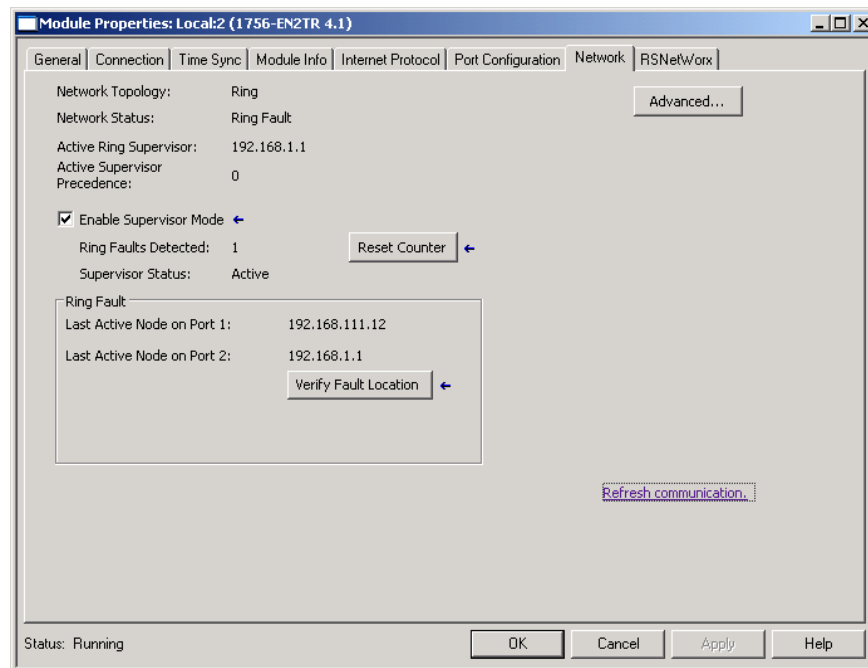 Module Properties: Local:2 (1756-EN2TR 4.1)
General Connection Time Sync Module Info Internet Protocol Port Configuration Network RSNetWorx
Network Topology: Ring
Advanced...
Network Status: Ring Fault
Active Ring Supervisor: 192.168.1.1
Active Supervisor
Precedence: 0
Enable Supervisor Mode
Ring Faults Detected: 1 Reset Counter
Supervisor Status: Active
Ring Fault
Last Active Node on Port 1: 192.168.111.12
Last Active Node on Port 2: 192.168.1.1
Verify Fault Location
Refresh communication.
Status: Running OK Cancel Apply Help